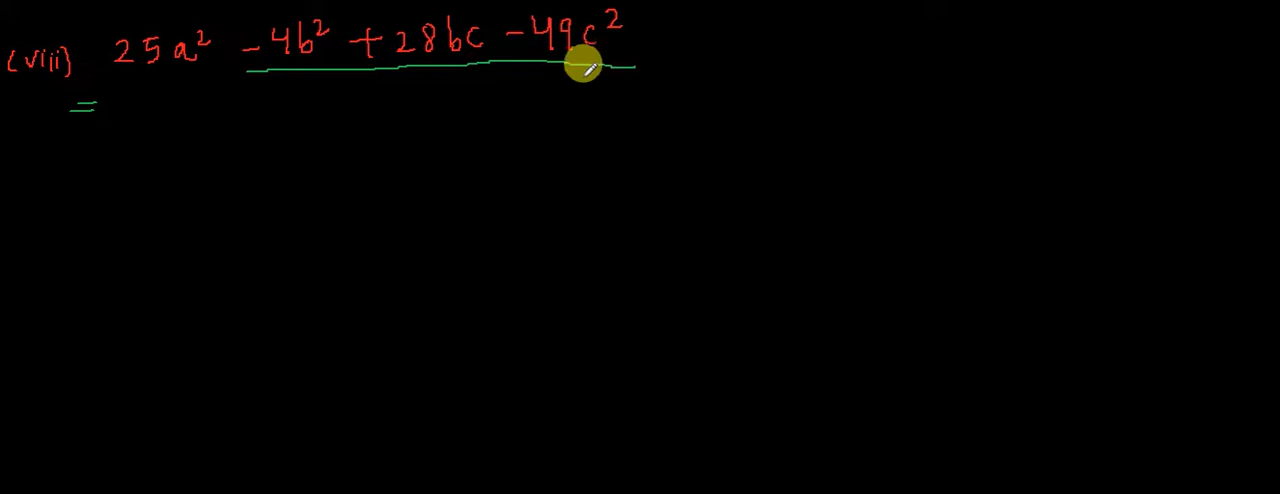 (viii) 25a² - 4b² + 28bc - 49c²
=